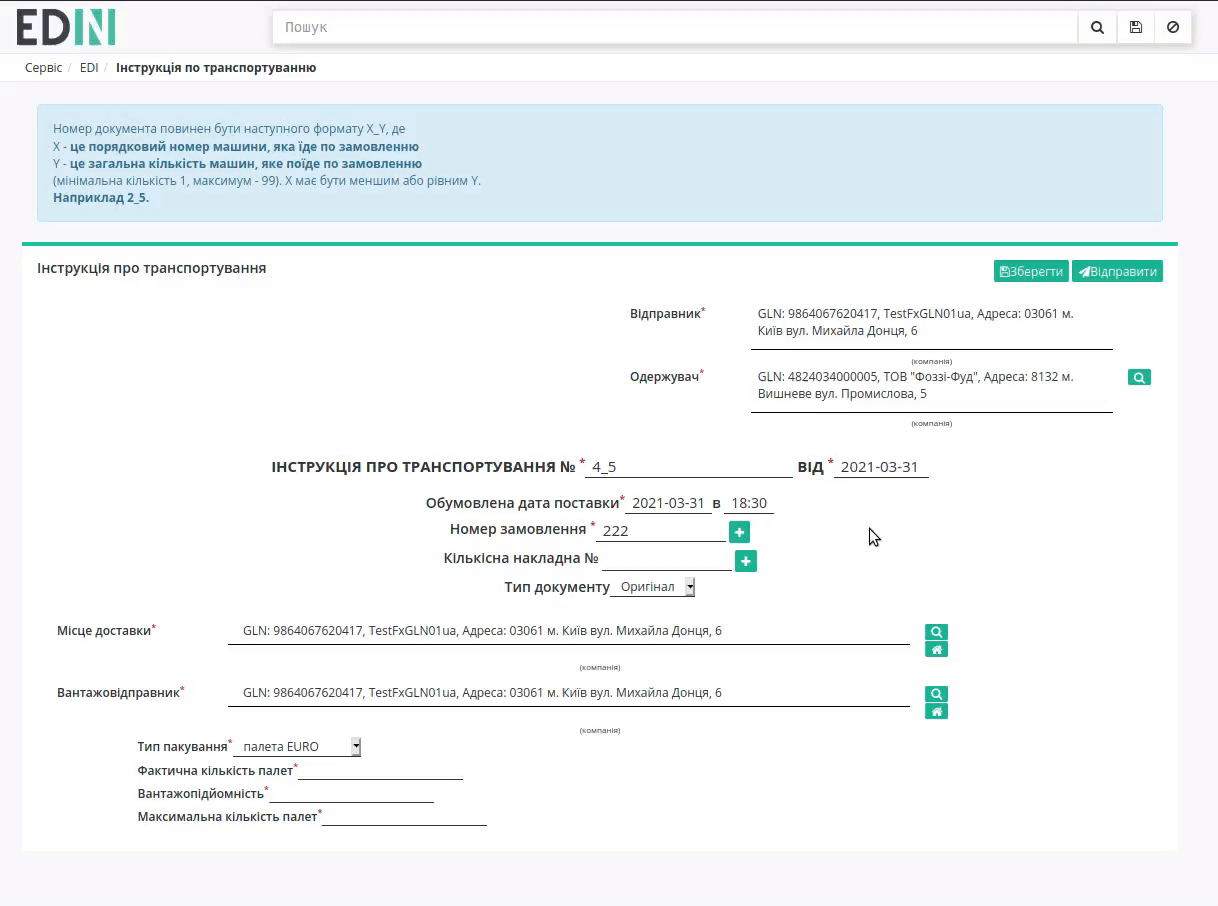 EDIN
Пошук
Сервіс / EDI / Інструкція по транспортуванню
Номер документа повинен бути наступного формату X_Y, де
X - це порядковий номер машини, яка їде по замовленню
Y - це загальна кількість машин, яке поїде по замовленню
(мінімальна кількість 1, максимум - 99). X має бути меншим або рівним Y.
Наприклад 2_5.
Інструкція про транспортування
Зберегти Відправити
Відправник* GLN: 9864067620417, TestFxGLN01ua, Адреса: 03061 м.
Київ вул. Михайла Донця, 6
(компанія)
Одержувач* GLN: 4824034000005, ТОВ "Фоззі-Фуд", Адреса: 8132 м.
Вишневе вул. Промислова, 5
(компанія)
ІНСТРУКЦІЯ ПРО ТРАНСПОРТУВАННЯ № * 4_5 ВІД * 2021-03-31
Обумовлена дата поставки* 2021-03-31 в 18:30
Номер замовлення * 222
Кількісна накладна №
Тип документу Оригінал
Місце доставки* GLN: 9864067620417, TestFxGLN01ua, Адреса: 03061 м. Київ вул. Михайла Донця, 6
(компанія)
Вантажовідправник* GLN: 9864067620417, TestFxGLN01ua, Адреса: 03061 м. Київ вул. Михайла Донця, 6
(компанія)
Тип пакування* палета EURO
Фактична кількість палет*
Вантажопідйомність*
Максимальна кількість палет*